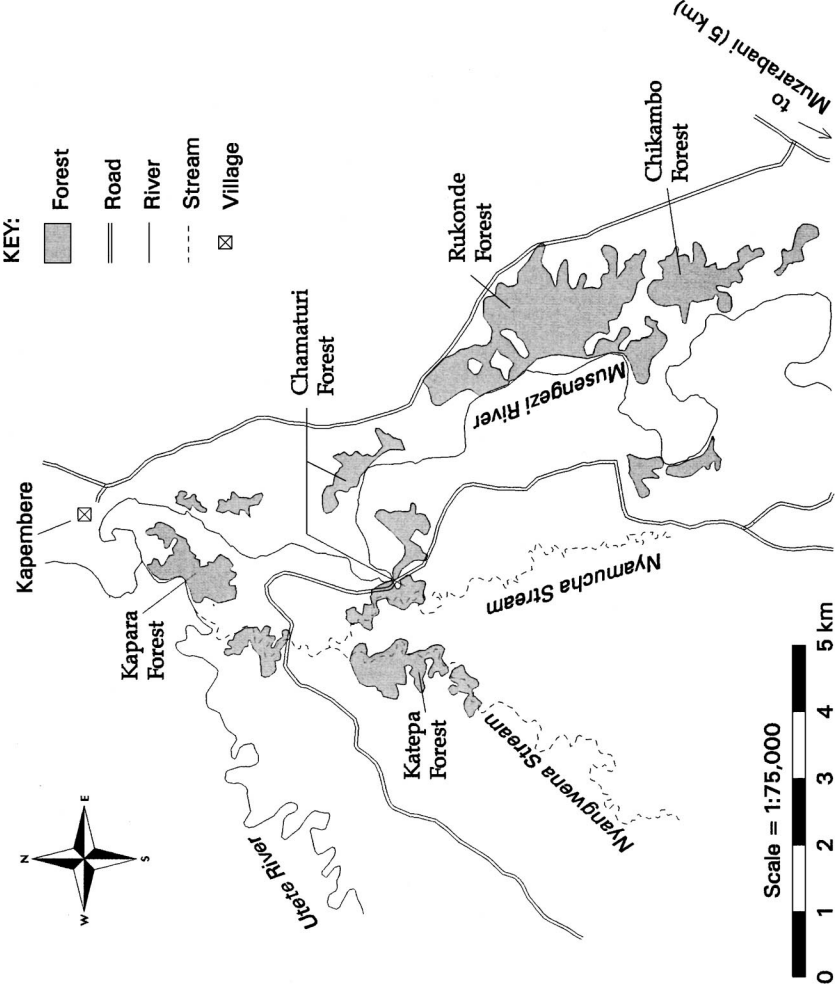 KEY:
Forest
Road
River
Stream
Village
Kapembere
Kapara
Forest
Chamaturi
Forest
Rukonde
Forest
Chikambo
Forest
Katepa
Forest
Musengezi River
Nyamucha Stream
Nyangwena Stream
Utete River
to
Muzarabani (5 km)
N
E
S
W
Scale = 1:75,000
0 1 2 3 4 5 km